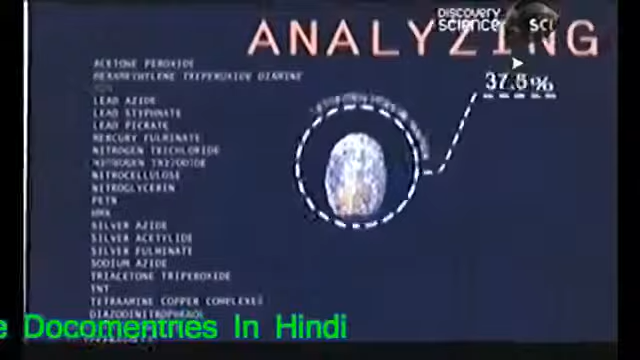 DISCOVERY
SCIENCE SCI
ANALYZING
37.5%
ACETONE PEROXIDE
HEXAMETHYLENE TRIPEROXIDE DIAMINE
LEAD AZIDE
LEAD STYPHNATE
LEAD PICRATE
MERCURY FULMINATE
NITROGEN TRICHLORIDE
NITROGEN TRIIODIDE
NITROCELLULOSE
NITROGLYCERIN
PETN
HMX
SILVER AZIDE
SILVER ACETYLIDE
SILVER FULMINATE
SODIUM AZIDE
TRIACETONE TRIPEROXIDE
TNT
TETRAAMINE COPPER COMPLEXES
DIAZODINITROPHENOL
e Docomentries In Hindi